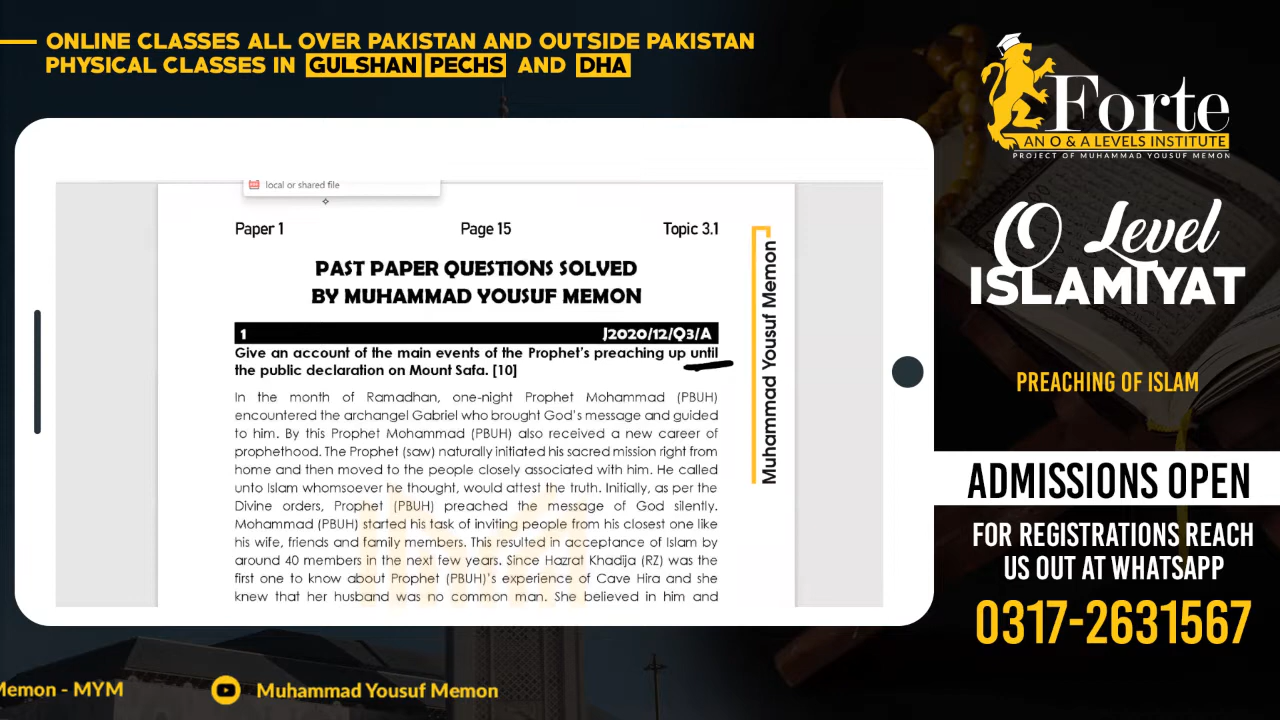 ONLINE CLASSES ALL OVER PAKISTAN AND OUTSIDE PAKISTAN
PHYSICAL CLASSES IN GULSHAN PECHS AND DHA
Forte
AN O & A LEVELS INSTITUTE
PROJECT OF MUHAMMAD YOUSUF MEMON
local or shared file
Paper 1 Page 15 Topic 3.1
PAST PAPER QUESTIONS SOLVED
BY MUHAMMAD YOUSUF MEMON
1 J2020/12/Q3/A
Give an account of the main events of the Prophet's preaching up until
the public declaration on Mount Safa. [10]
In the month of Ramadhan, one-night Prophet Mohammad (PBUH)
encountered the archangel Gabriel who brought God's message and guided
to him. By this Prophet Mohammad (PBUH) also received a new career of
prophethood. The Prophet (saw) naturally initiated his sacred mission right from
home and then moved to the people closely associated with him. He called
unto Islam whomsoever he thought, would attest the truth. Initially, as per the
Divine orders, Prophet (PBUH) preached the message of God silently.
Mohammad (PBUH) started his task of inviting people from his closest one like
his wife, friends and family members. This resulted in acceptance of Islam by
around 40 members in the next few years. Since Hazrat Khadija (RZ) was the
first one to know about Prophet (PBUH)'s experience of Cave Hira and she
knew that her husband was no common man. She believed in him and
Muhammad Yousuf Memon
O Level
ISLAMIYAT
PREACHING OF ISLAM
ADMISSIONS OPEN
FOR REGISTRATIONS REACH
US OUT AT WHATSAPP
0317-2631567
Memon - MYM
Muhammad Yousuf Memon